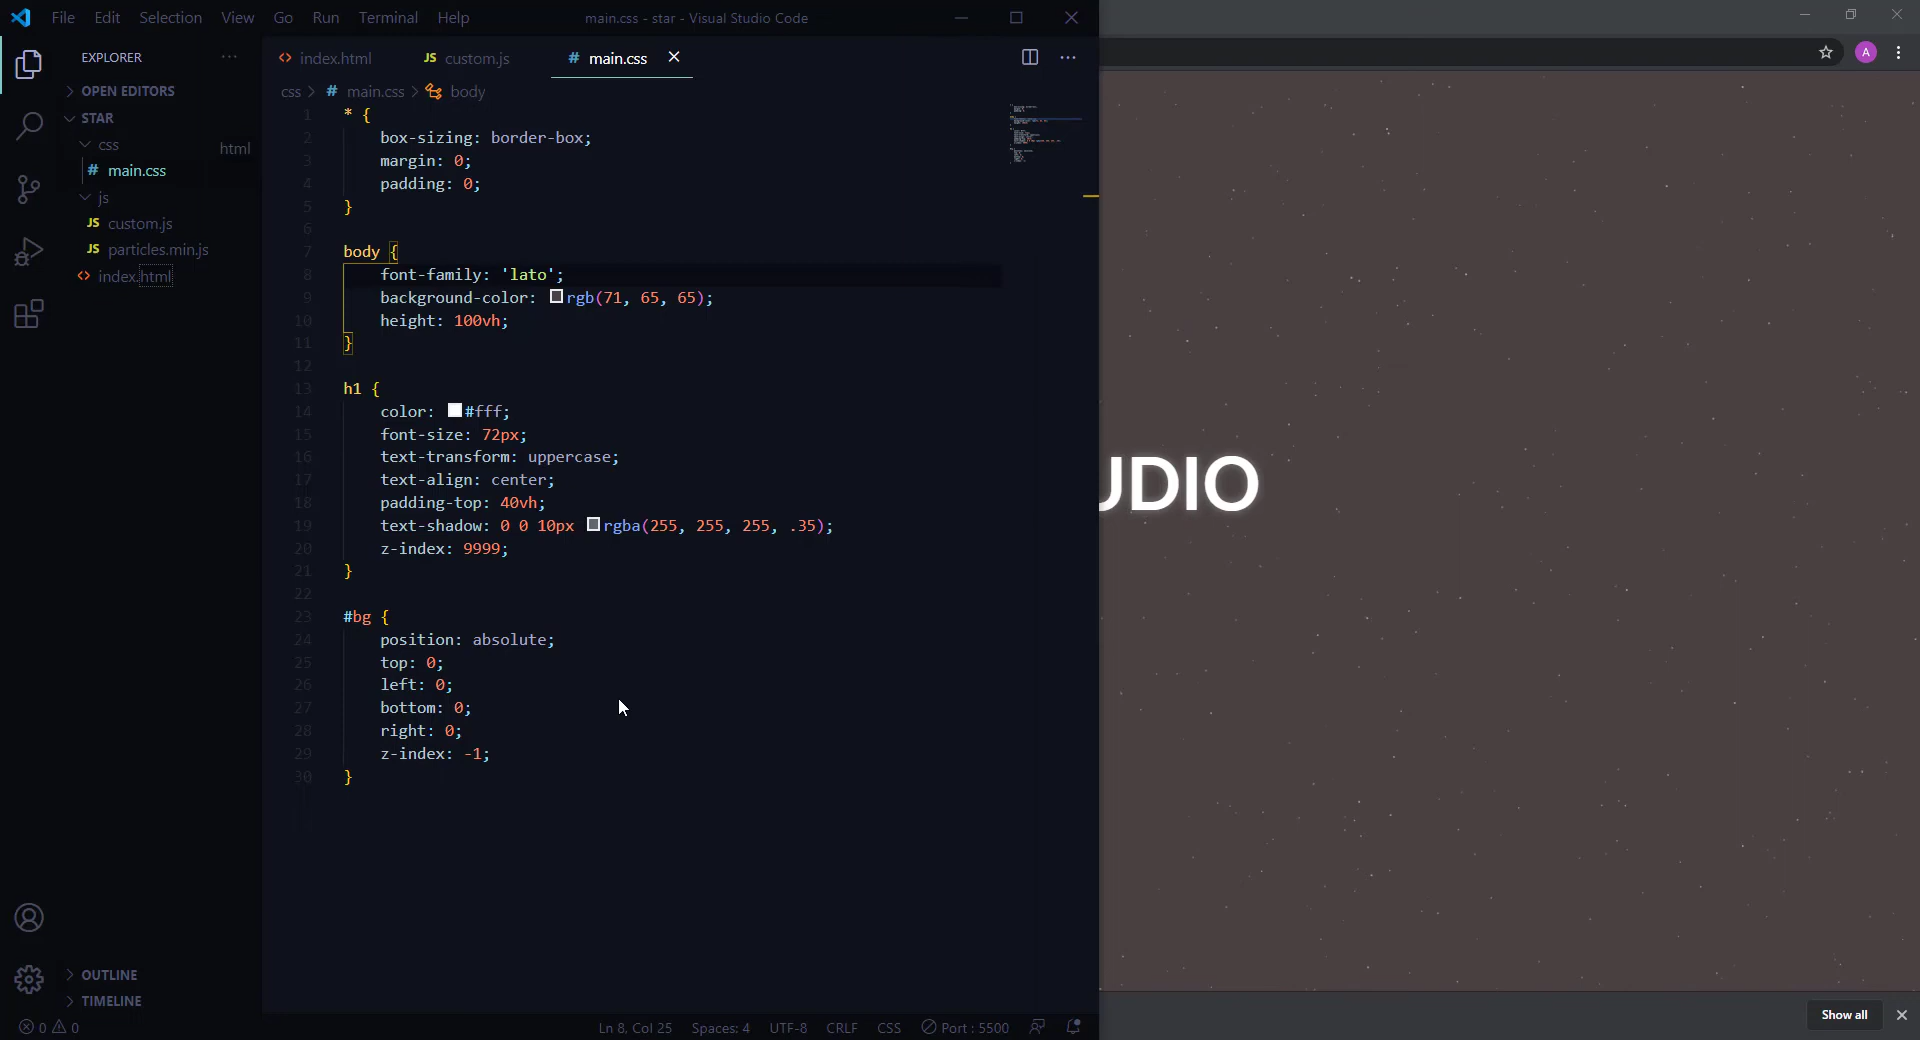 File Edit Selection View Go Run Terminal Help main.css - star - Visual Studio Code
EXPLORER
OPEN EDITORS
STAR
css
html
# main.css
js
JS custom.js
JS particles.min.js
<> index.html
OUTLINE
TIMELINE
<> index.html JS custom.js # main.css
css > # main.css > body
1 * {
2 box-sizing: border-box;
3 margin: 0;
4 padding: 0;
5 }
6
7 body {
8 font-family: 'lato';
9 background-color: rgb(71, 65, 65);
10 height: 100vh;
11 }
12
13 h1 {
14 color: #fff;
15 font-size: 72px;
16 text-transform: uppercase;
17 text-align: center;
18 padding-top: 40vh;
19 text-shadow: 0 0 10px rgba(255, 255, 255, .35);
20 z-index: 9999;
21 }
22
23 #bg {
24 position: absolute;
25 top: 0;
26 left: 0;
27 bottom: 0;
28 right: 0;
29 z-index: -1;
30 }
0 0 Ln 8, Col 25 Spaces: 4 UTF-8 CRLF CSS Port : 5500
A
UDIO
Show all